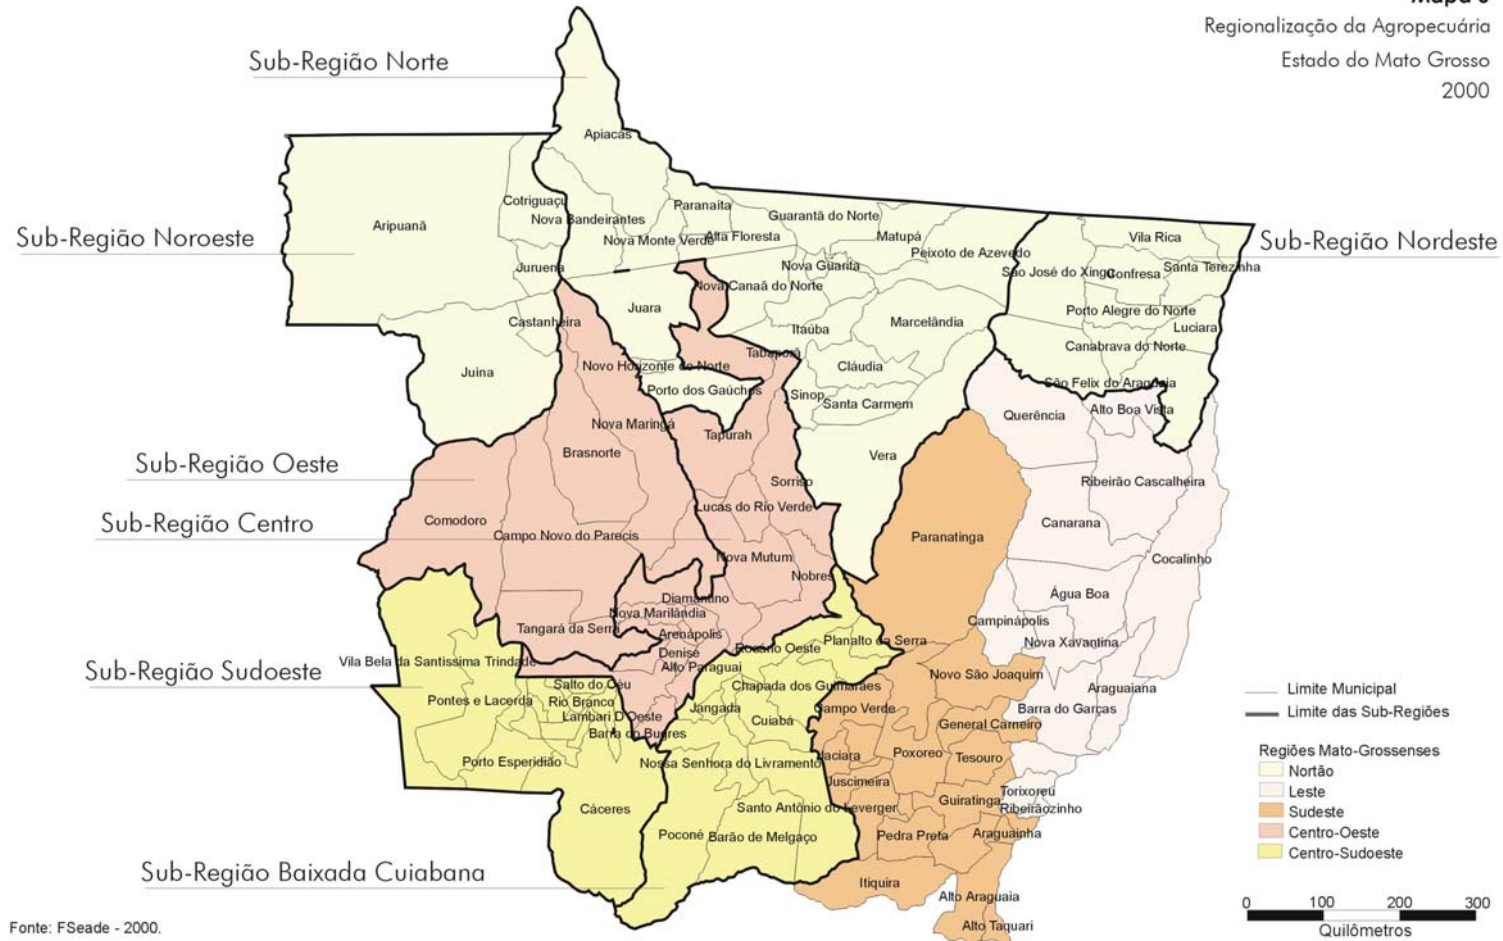 Regionalização da Agropecuária
Estado do Mato Grosso
2000
Sub-Região Norte
Apiacas
Cotriguaçu
Paranaita
Aripuanã
Nova Bandeirantes
Guarantã do Norte
Sub-Região Noroeste
Nova Monte Verde
Alta Floresta
Matupá
Vila Rica
Sub-Região Nordeste
Peixoto de Azevedo
Juruena
Nova Guarita
São José do Xingu
Confresa
Santa Terezinha
Nova Canaã do Norte
Juara
Porto Alegre do Norte
Castanheira
Itaúba
Marcelândia
Luciara
Canabrava do Norte
Tabaporã
Novo Horizonte do Norte
Cláudia
Juina
São Felix do Araguaia
Porto dos Gaúchos
Sinop
Santa Carmem
Querência
Alto Boa Vista
Nova Maringá
Tapurah
Brasnorte
Vera
Sub-Região Oeste
Sorriso
Ribeirão Cascalheira
Lucas do Rio Verde
Sub-Região Centro
Comodoro
Campo Novo do Parecis
Paranatinga
Canarana
Nova Mutum
Cocalinho
Nobres
Diamantino
Água Boa
Nova Marilândia
Tangará da Serra
Arenápolis
Campinápolis
Planalto da Serra
Nova Xavantina
Denise
Rosário Oeste
Vila Bela da Santissima Trindade
Alto Paraguai
Sub-Região Sudoeste
Salto do Céu
Chapada dos Guimarães
Novo São Joaquim
Araguaiana
Pontes e Lacerda
Rio Branco
Jangada
Campo Verde
Barra do Garças
Lambari D'Oeste
Cuiabá
General Carneiro
Barra do Bugres
Porto Esperidião
Nossa Senhora do Livramento
Jaciara
Poxoreo
Tesouro
Juscimeira
Torixoreu
Cáceres
Santo Antônio do Leverger
Guiratinga
Ribeirãozinho
Poconé
Barão de Melgaço
Pedra Preta
Araguainha
Sub-Região Baixada Cuiabana
Itiquira
Alto Araguaia
Alto Taquari
Limite Municipal
Limite das Sub-Regiões
Regiões Mato-Grossenses
Nortão
Leste
Sudeste
Centro-Oeste
Centro-Sudoeste
0 100 200 300
Quilômetros
Fonte: FSeade - 2000.